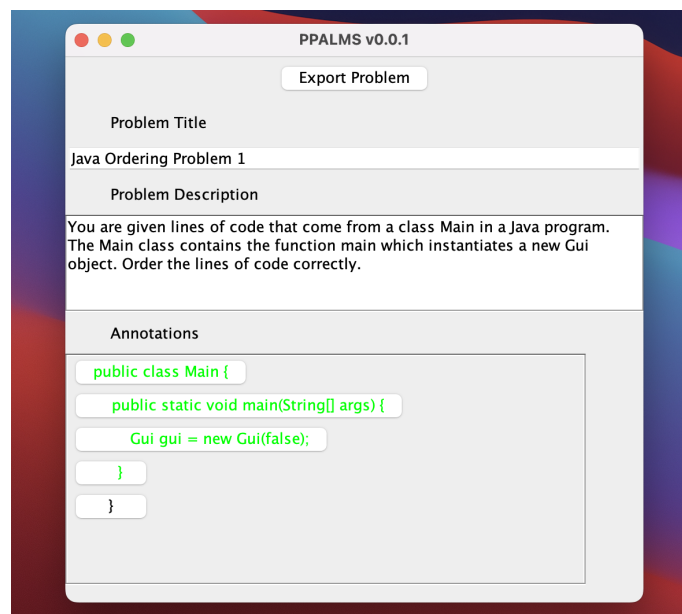 PPALMS v0.0.1
Export Problem
Problem Title
Java Ordering Problem 1
Problem Description
You are given lines of code that come from a class Main in a Java program.
The Main class contains the function main which instantiates a new Gui
object. Order the lines of code correctly.
Annotations
public class Main {
public static void main(String[] args) {
Gui gui = new Gui(false);
}
}